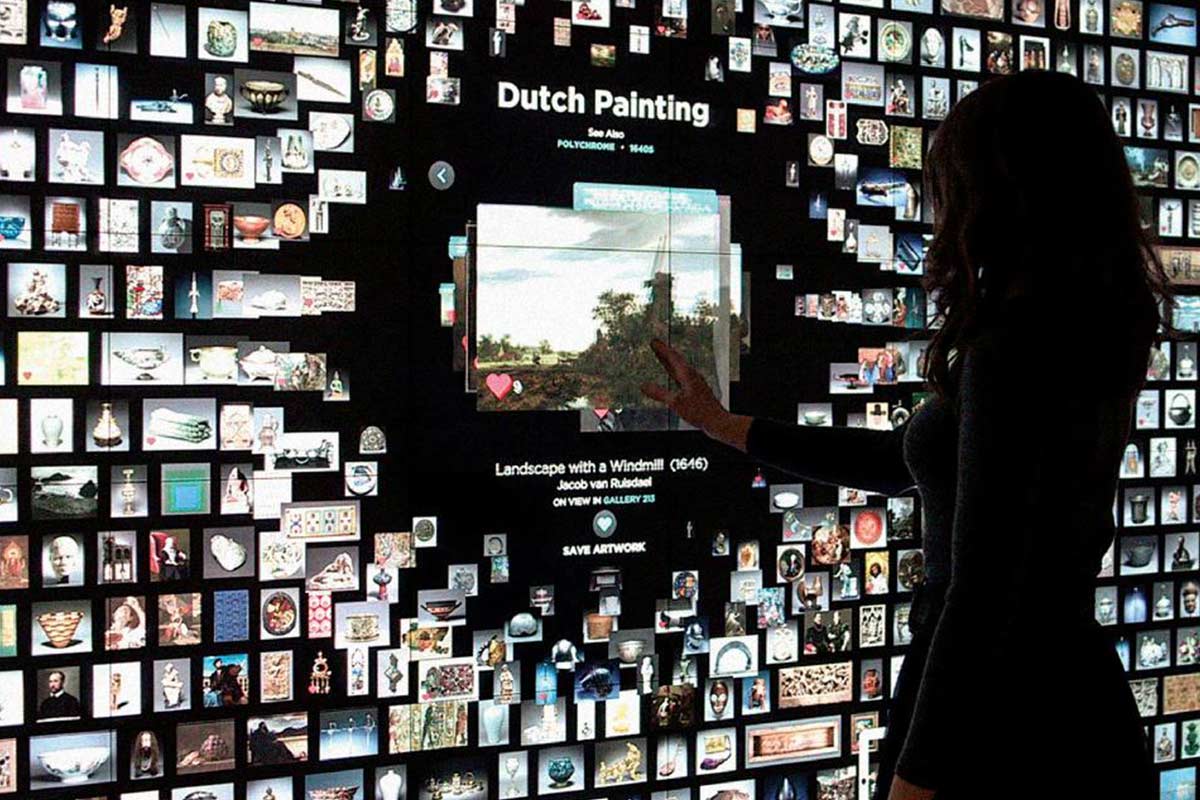 Dutch Painting
See Also
POLYCHROME • 16405
Landscape with a Windmill (1646)
Jacob van Ruisdael
ON VIEW IN GALLERY 213
SAVE ARTWORK